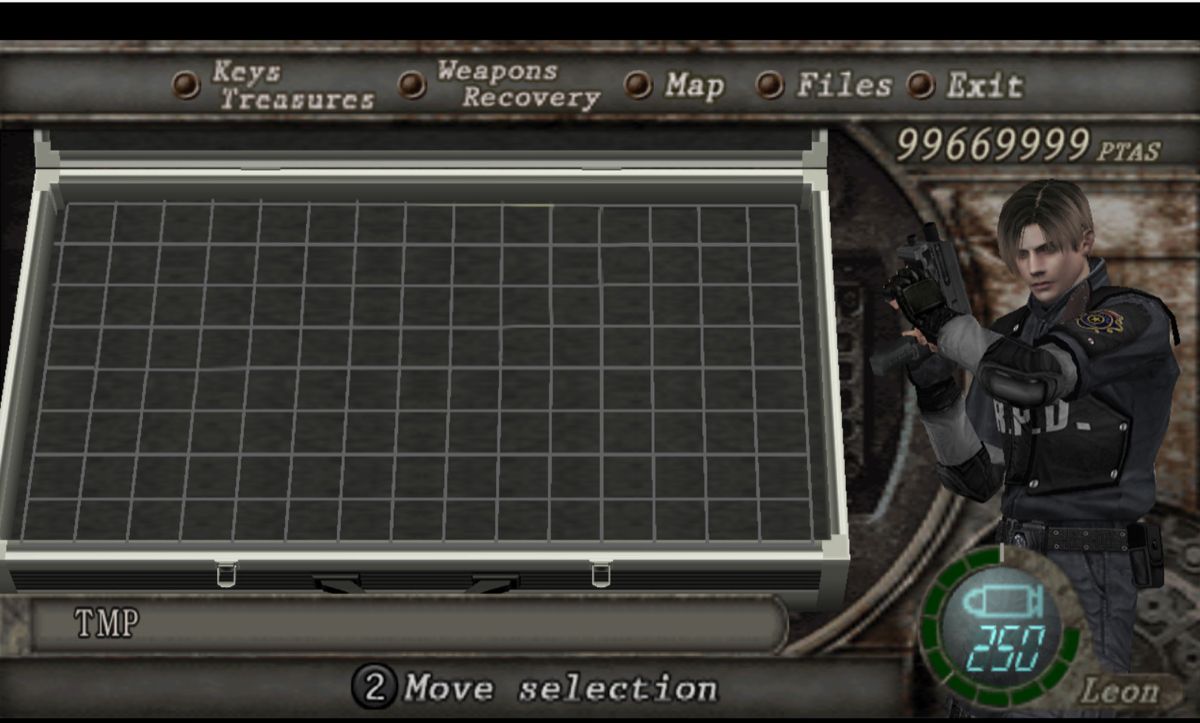 Keys
Treasures
Weapons
Recovery
Map
Files
Exit
99669999 PTAS
R.P.D.
TMP
250
2 Move selection
Leon